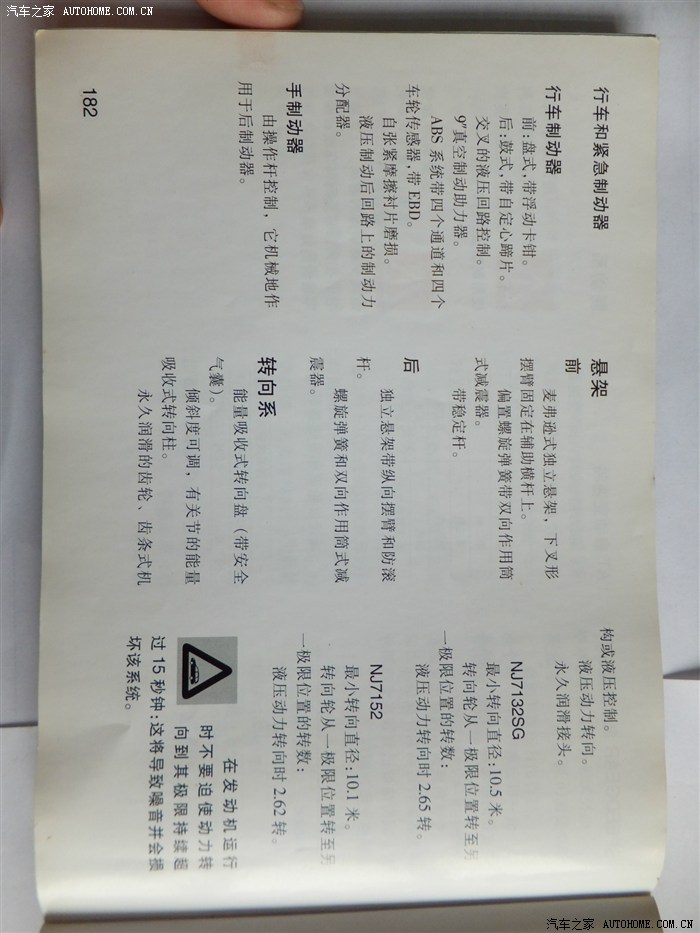 汽车之家 AUTOHOME.COM.CN
行车和紧急制动器
行车制动器
前:盘式,带浮动卡钳。
后:鼓式,带自定心蹄片。
交叉的液压回路控制。
9″真空制动助力器。
ABS 系统带四个通道和四个
车轮传感器,带 EBD。
自张紧摩擦衬片磨损。
液压制动后回路上的制动力
分配器。
手制动器
由操作杆控制,它机械地作
用于后制动器。
182
悬架
前
麦弗逊式独立悬架,下叉形
摆臂固定在辅助横杆上。
偏置螺旋弹簧带双向作用筒
式减震器。
带稳定杆。
后
独立悬架带纵向摆臂和防滚
杆。
螺旋弹簧和双向作用筒式减
震器。
转向系
能量吸收式转向盘(带安全
气囊)。
倾斜度可调,有关节的能量
吸收式转向柱。
永久润滑的齿轮、齿条式机
构或液压控制。
液压动力转向。
永久润滑接头。
NJ7132SG
最小转向直径:10.5 米。
转向轮从一极限位置转至另
一极限位置的转数:
液压动力转向时 2.65 转。
NJ7152
最小转向直径:10.1 米。
转向轮从一极限位置转至另
一极限位置的转数:
液压动力转向时 2.62 转。
在发动机运行
时不要迫使动力转
向到其极限持续超
过 15 秒钟:这将导致噪音并会损
坏该系统。
汽车之家 AUTOHOME.COM.CN